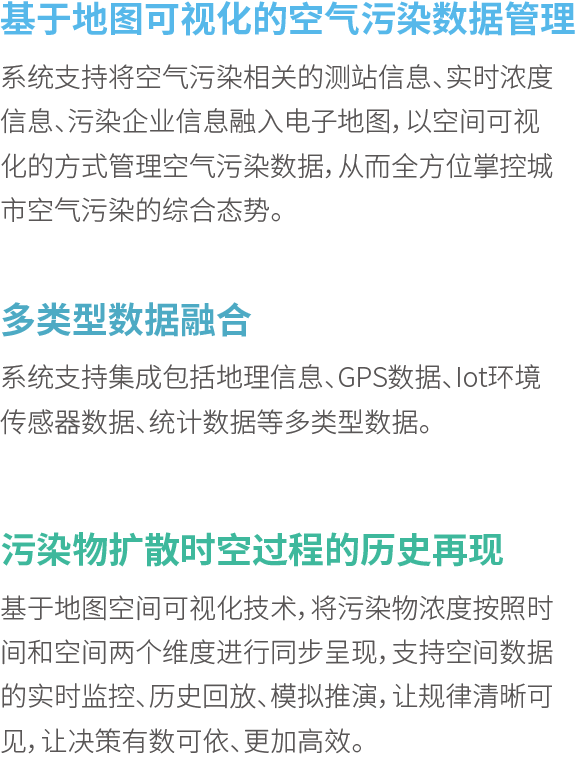 基于地图可视化的空气污染数据管理
系统支持将空气污染相关的测站信息、实时浓度
信息、污染企业信息融入电子地图，以空间可视
化的方式管理空气污染数据，从而全方位掌控城
市空气污染的综合态势。
多类型数据融合
系统支持集成包括地理信息、GPS数据、Iot环境
传感器数据、统计数据等多类型数据。
污染物扩散时空过程的历史再现
基于地图空间可视化技术，将污染物浓度按照时
间和空间两个维度进行同步呈现，支持空间数据
的实时监控、历史回放、模拟推演，让规律清晰可
见，让决策有数可依、更加高效。